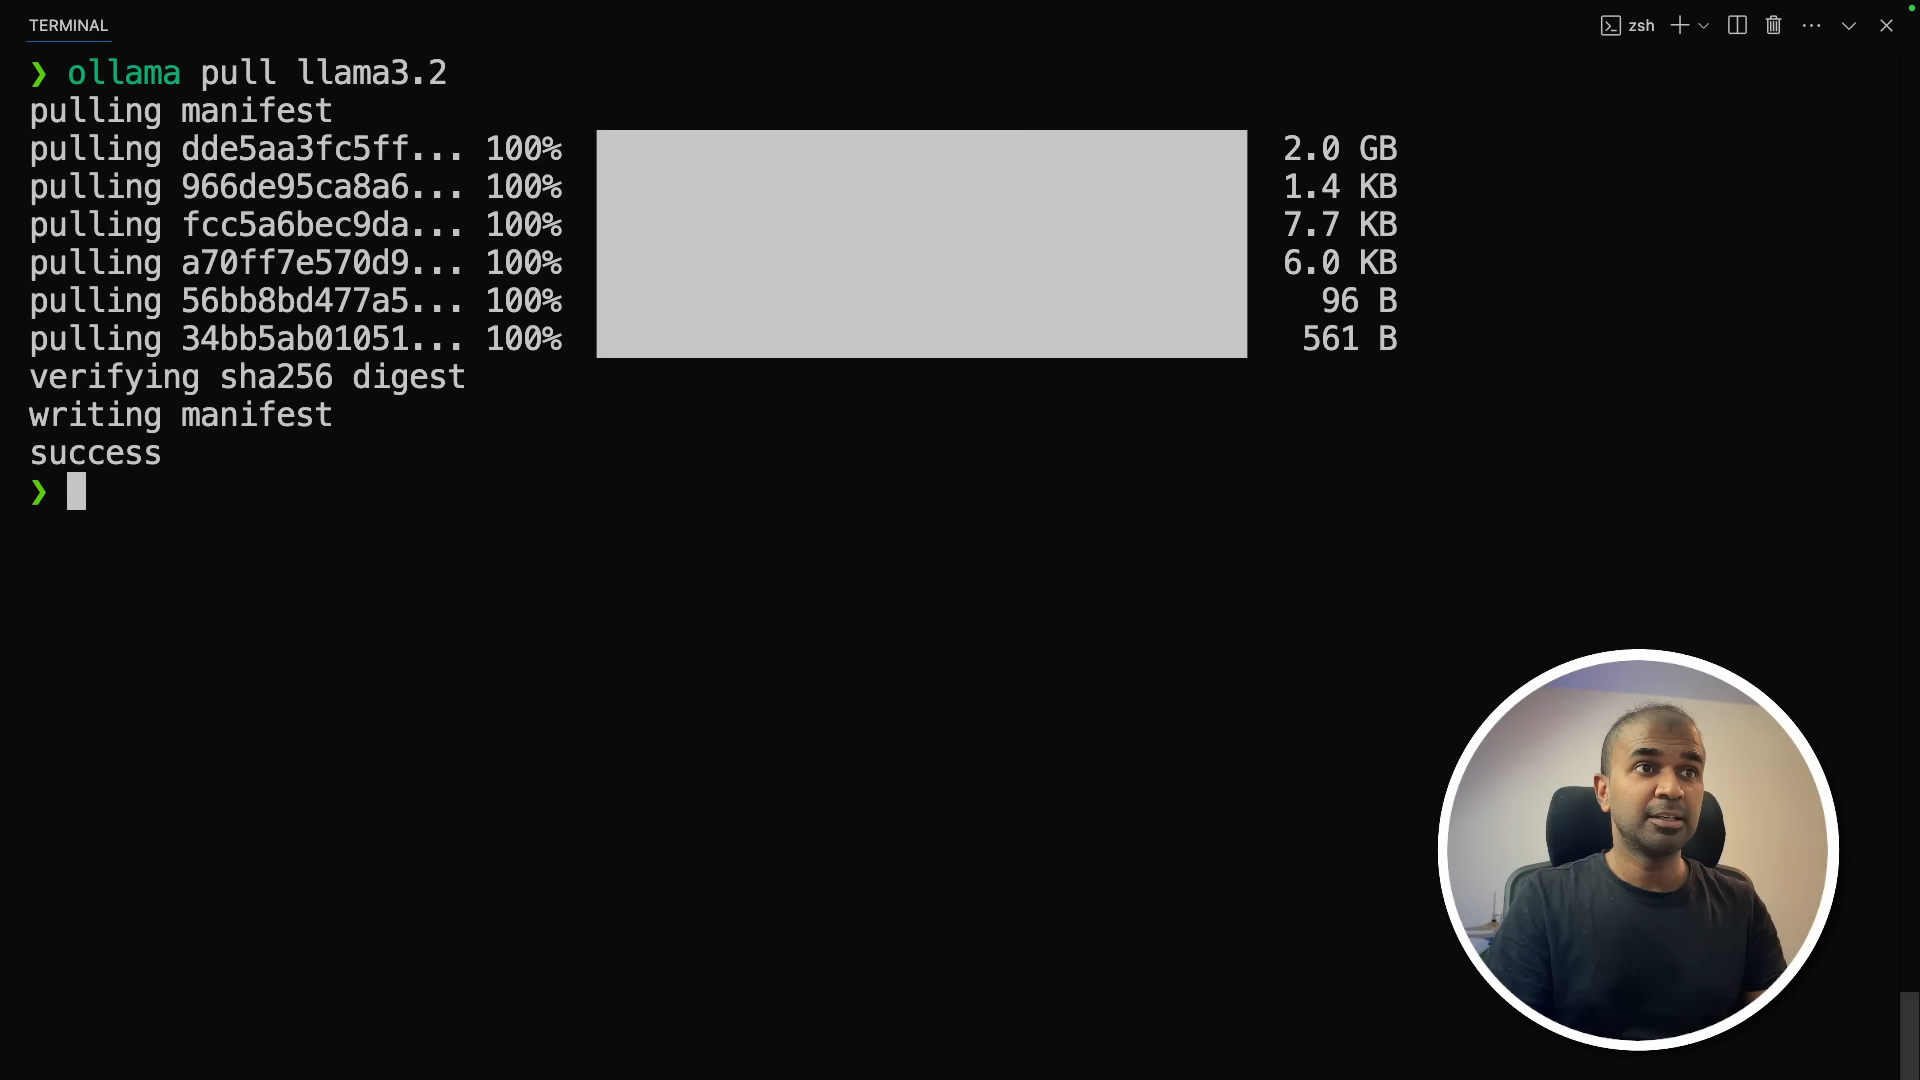 TERMINAL
zsh
❯ ollama pull llama3.2
pulling manifest
pulling dde5aa3fc5ff... 100% 2.0 GB
pulling 966de95ca8a6... 100% 1.4 KB
pulling fcc5a6bec9da... 100% 7.7 KB
pulling a70ff7e570d9... 100% 6.0 KB
pulling 56bb8bd477a5... 100% 96 B
pulling 34bb5ab01051... 100% 561 B
verifying sha256 digest
writing manifest
success
❯